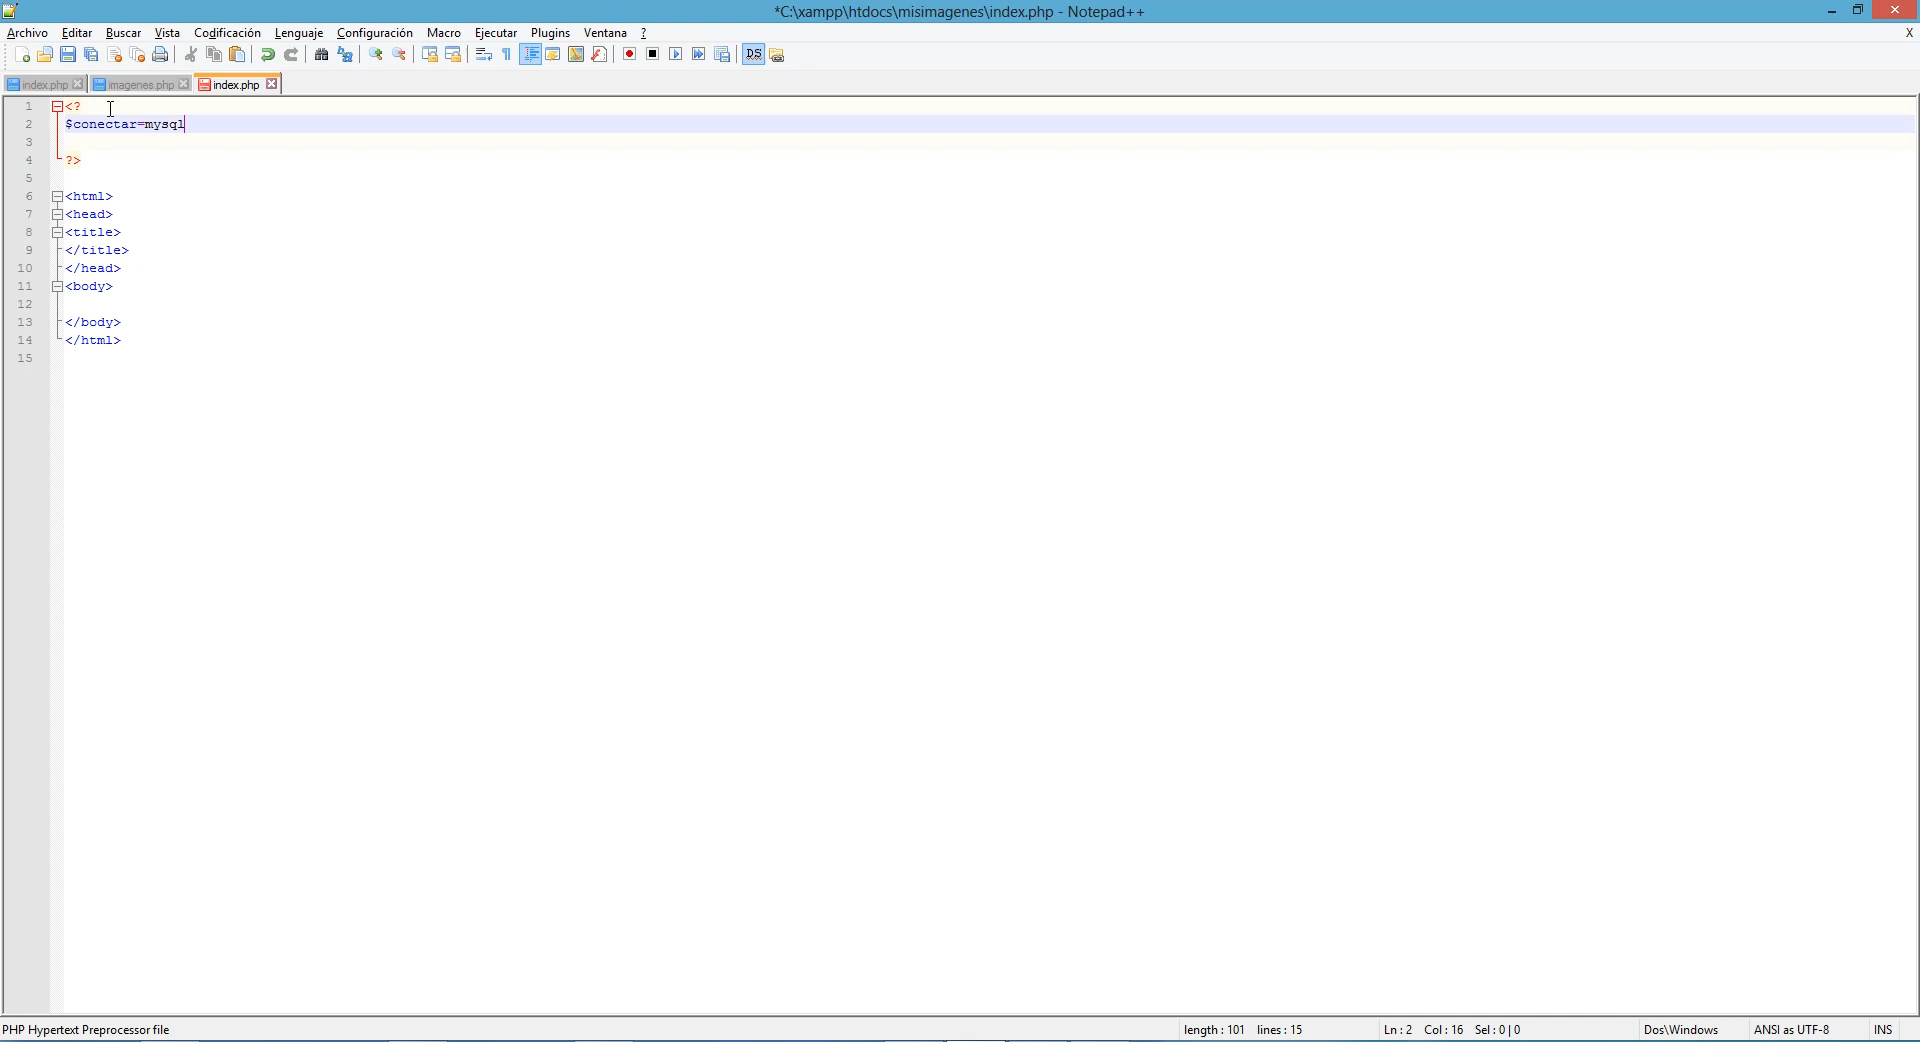 *C:\xampp\htdocs\misimagenes\index.php - Notepad++
Archivo Editar Buscar Vista Codificación Lenguaje Configuración Macro Ejecutar Plugins Ventana ? X
index.php imagenes.php index.php
1 <?
2 $conectar=mysql
3
4 ?>
5
6 <html>
7 <head>
8 <title>
9 </title>
10 </head>
11 <body>
12
13 </body>
14 </html>
15
PHP Hypertext Preprocessor file length : 101 lines : 15 Ln : 2 Col : 16 Sel : 0 | 0 Dos\Windows ANSI as UTF-8 INS